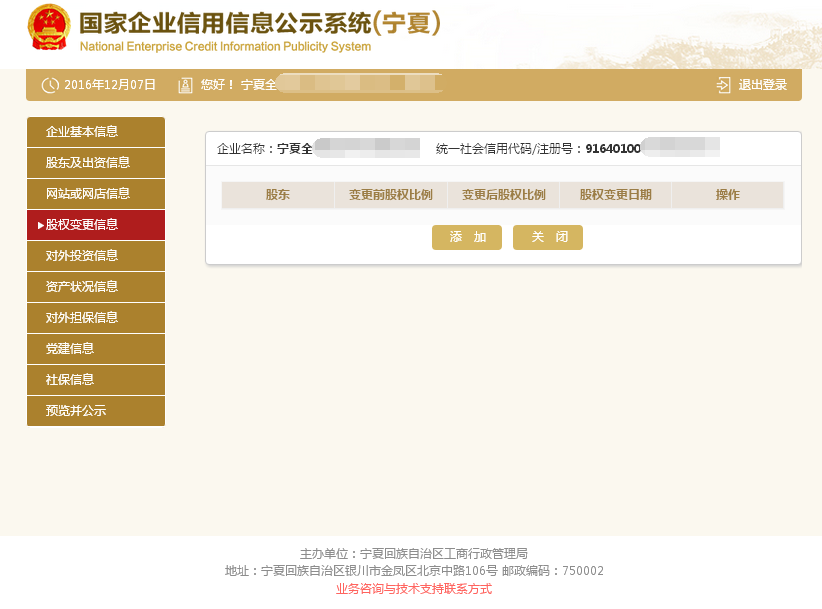 国家企业信用信息公示系统(宁夏)
National Enterprise Credit Information Publicity System
2016年12月07日 您好！ 宁夏全 退出登录
企业基本信息
股东及出资信息
网站或网店信息
股权变更信息
对外投资信息
资产状况信息
对外担保信息
党建信息
社保信息
预览并公示
企业名称：宁夏全 统一社会信用代码/注册号：91640100
股东 变更前股权比例 变更后股权比例 股权变更日期 操作
添 加 关 闭
主办单位：宁夏回族自治区工商行政管理局
地址：宁夏回族自治区银川市金凤区北京中路106号 邮政编码：750002
业务咨询与技术支持联系方式